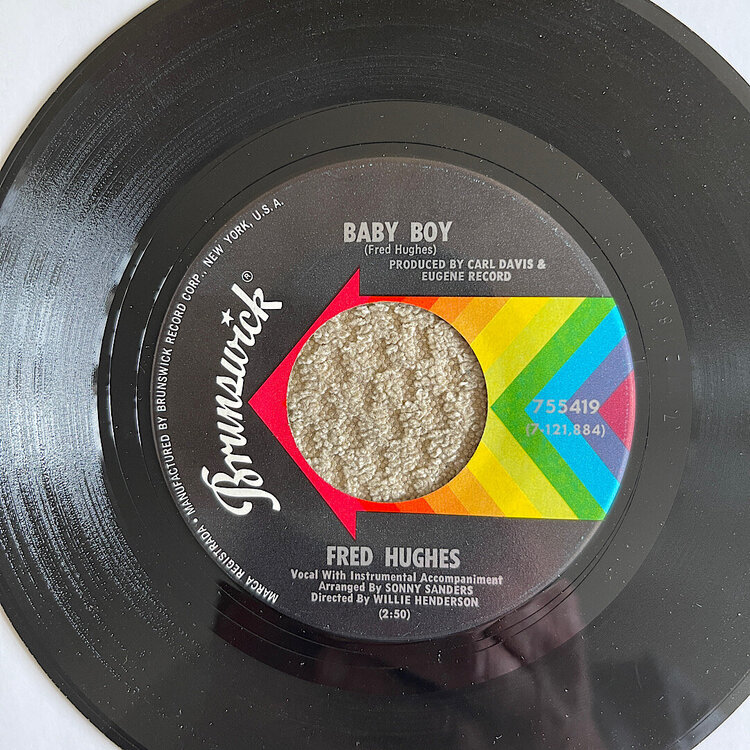 BABY BOY
(Fred Hughes)
PRODUCED BY CARL DAVIS &
EUGENE RECORD
Brunswick®
MARCA REGISTRADA • MANUFACTURED BY BRUNSWICK RECORD CORP., NEW YORK, U.S.A.
755419
(7-121,884)
FRED HUGHES
Vocal With Instrumental Accompaniment
Arranged By SONNY SANDERS
Directed By WILLIE HENDERSON
(2:50)